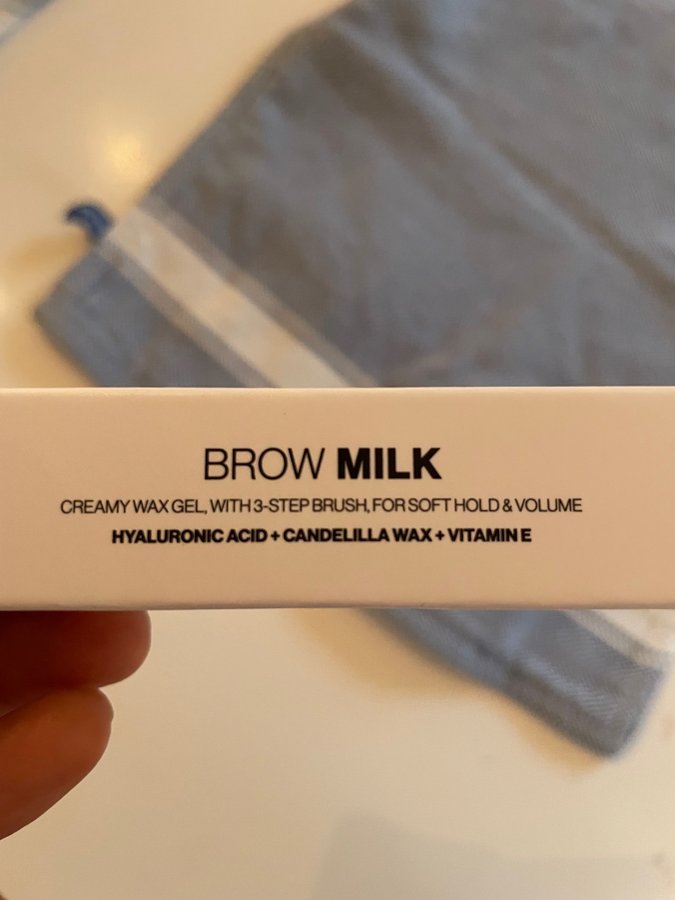 BROW MILK
CREAMY WAX GEL, WITH 3-STEP BRUSH, FOR SOFT HOLD & VOLUME
HYALURONIC ACID + CANDELILLA WAX + VITAMIN E